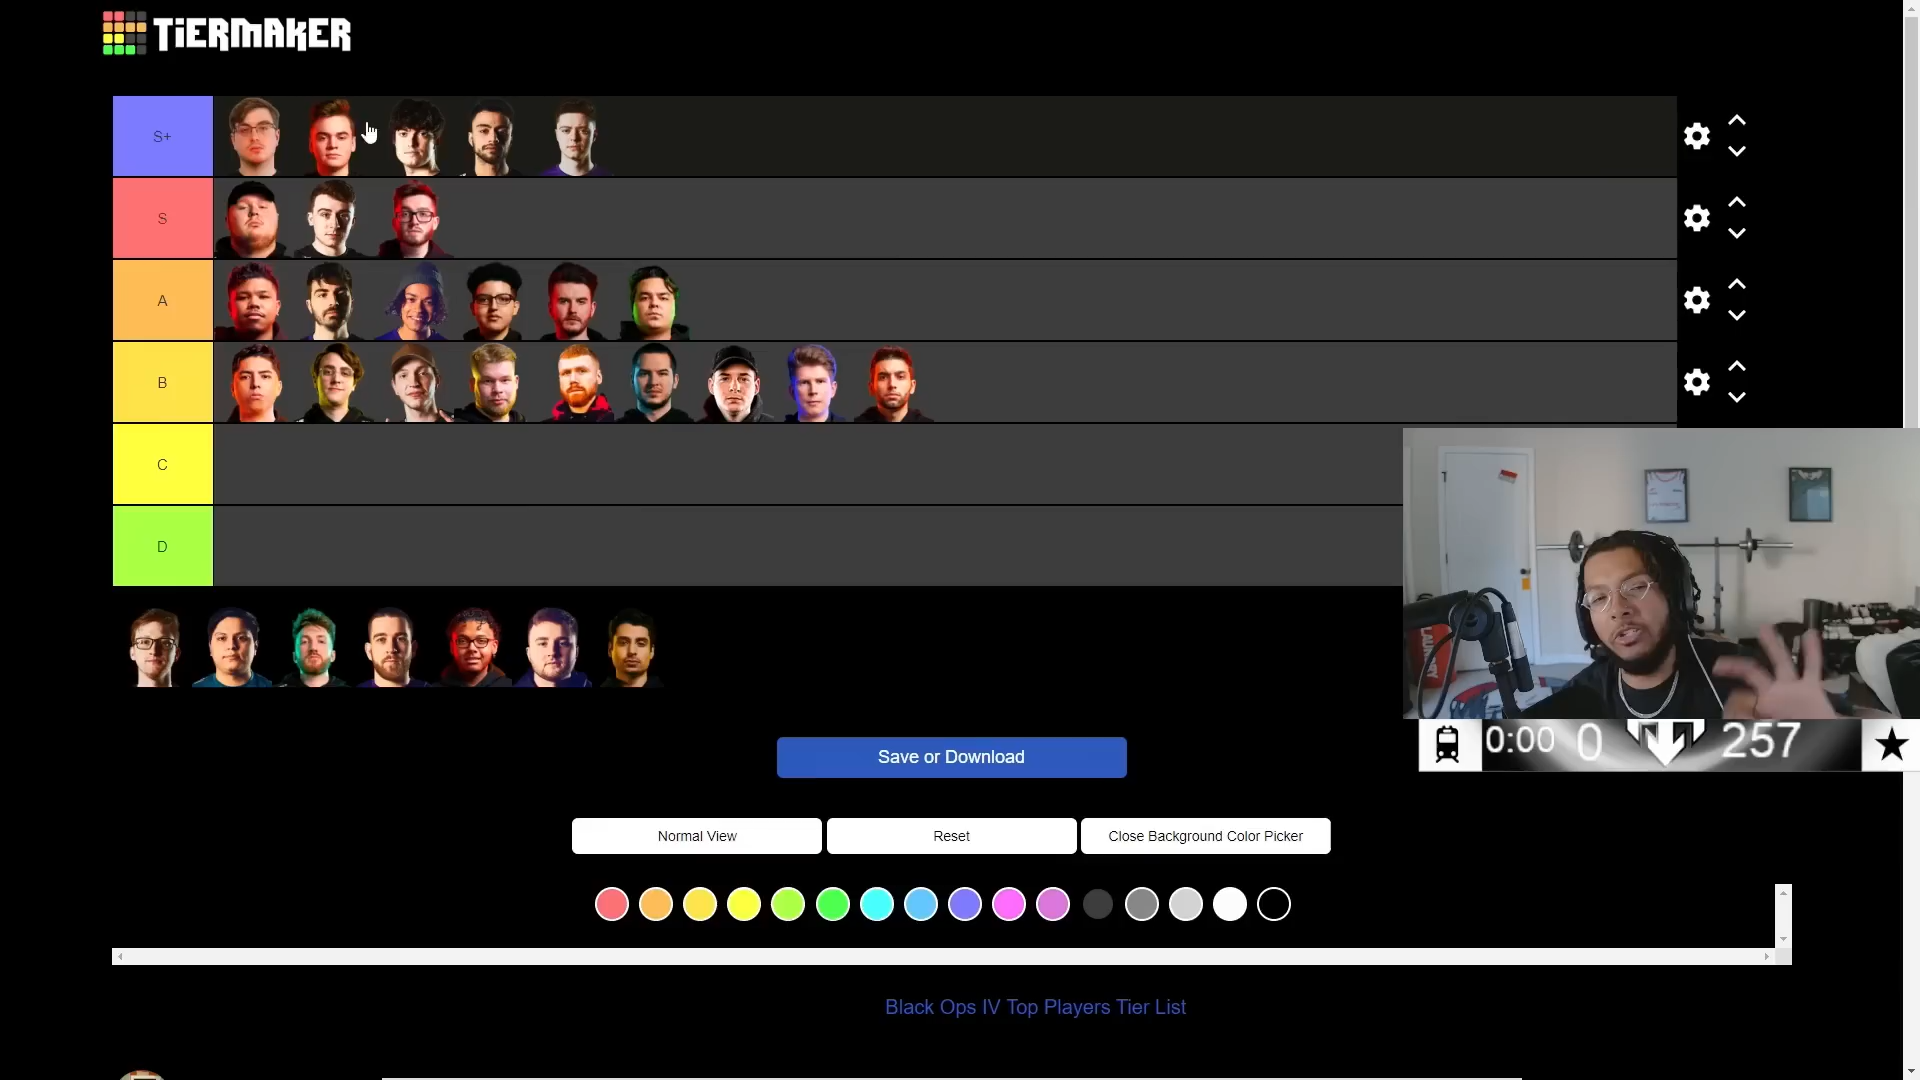 TiERMAKER
S+
S
A
B
C
D
0:00 0 257
Save or Download
Normal View
Reset
Close Background Color Picker
Black Ops IV Top Players Tier List